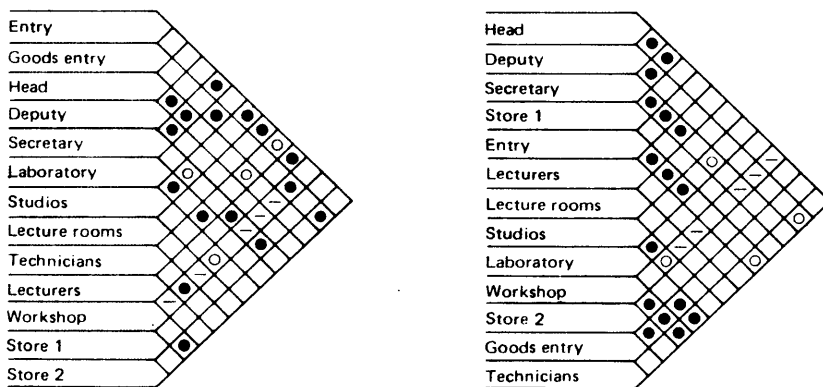 Entry
Goods entry
Head
Deputy
Secretary
Laboratory
Studios
Lecture rooms
Technicians
Lecturers
Workshop
Store 1
Store 2
Head
Deputy
Secretary
Store 1
Entry
Lecturers
Lecture rooms
Studios
Laboratory
Workshop
Store 2
Goods entry
Technicians